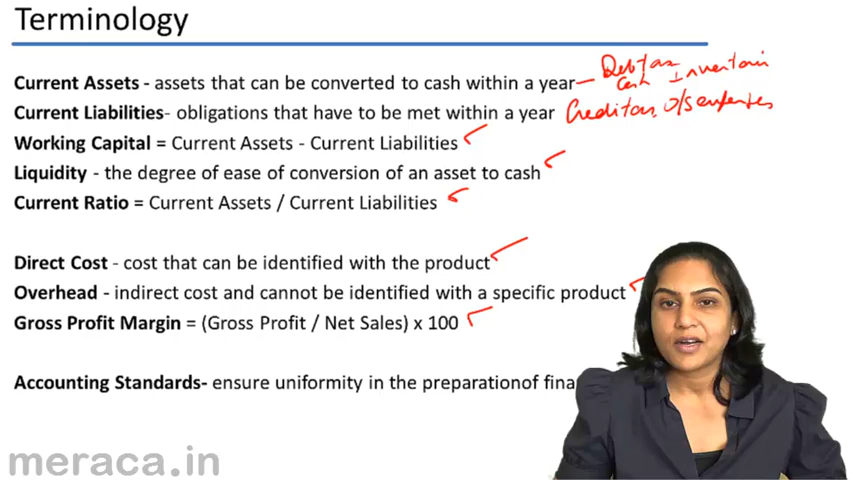 Terminology
Current Assets - assets that can be converted to cash within a year – Debtors Inventory
Cash
Current Liabilities- obligations that have to be met within a year Creditors, o/s expenses
Working Capital = Current Assets - Current Liabilities
Liquidity - the degree of ease of conversion of an asset to cash
Current Ratio = Current Assets / Current Liabilities
Direct Cost - cost that can be identified with the product
Overhead - indirect cost and cannot be identified with a specific product
Gross Profit Margin = (Gross Profit / Net Sales) x 100
Accounting Standards- ensure uniformity in the preparationof fina
meraca.in